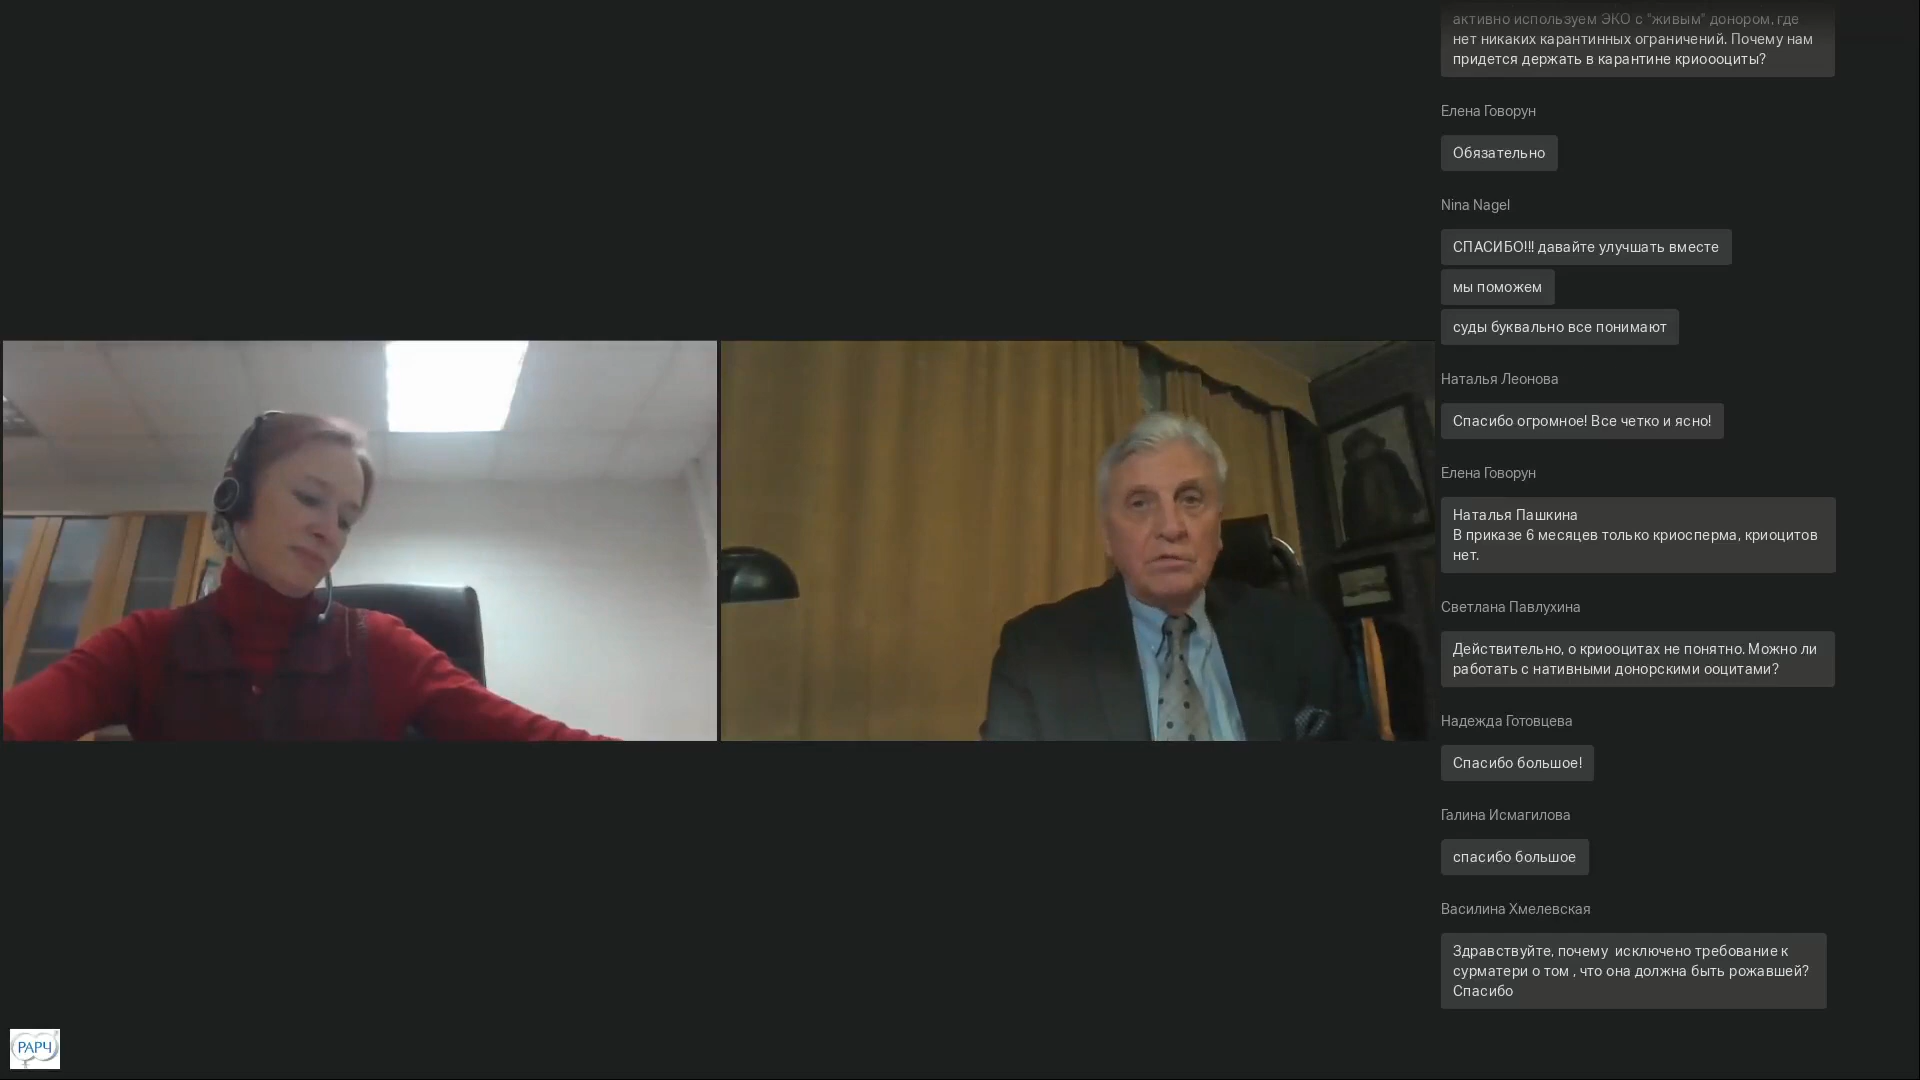 активно используем ЭКО с "живым" донором, где
нет никаких карантинных ограничений. Почему нам
придется держать в карантине криоооциты?
Елена Говорун
Обязательно
Nina Nagel
СПАСИБО!!! давайте улучшать вместе
мы поможем
суды буквально все понимают
Наталья Леонова
Спасибо огромное! Все четко и ясно!
Елена Говорун
Наталья Пашкина
В приказе 6 месяцев только криосперма, криоцитов
нет.
Светлана Павлухина
Действительно, о криооцитах не понятно. Можно ли
работать с нативными донорскими ооцитами?
Надежда Готовцева
Спасибо большое!
Галина Исмагилова
спасибо большое
Василина Хмелевская
Здравствуйте, почему  исключено требование к
сурматери о том , что она должна быть рожавшей?
Спасибо
РАРЧ